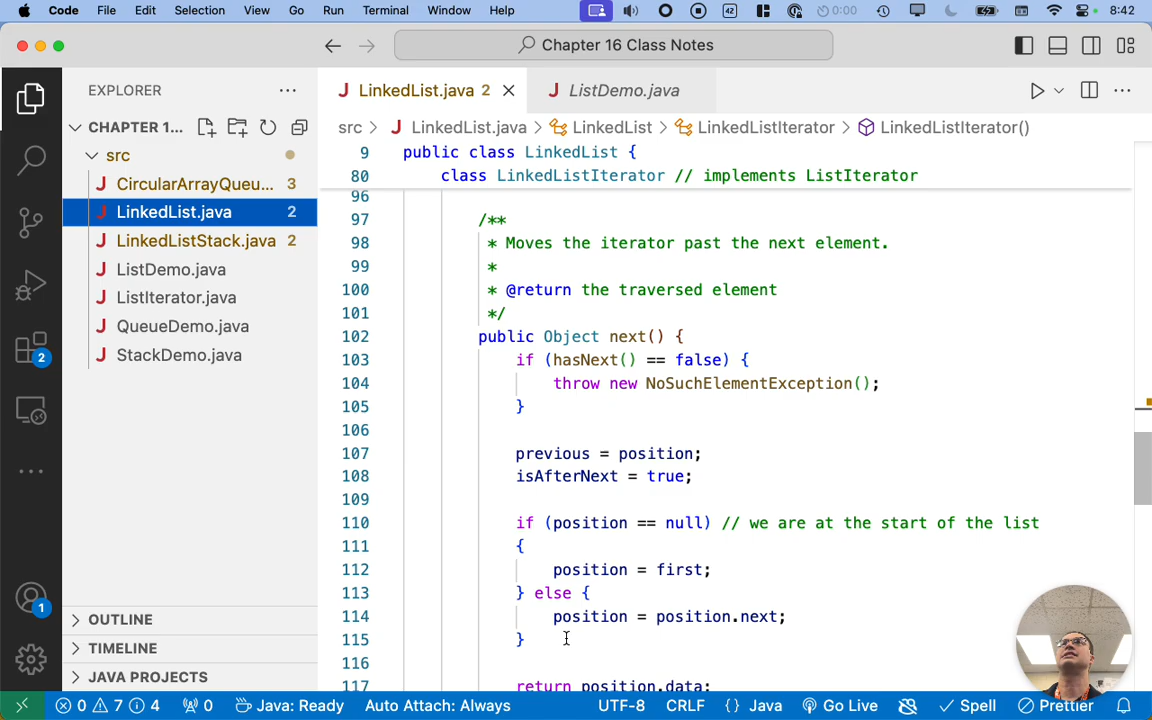 Code File Edit Selection View Go Run Terminal Window Help 42 0:00 8:42
Chapter 16 Class Notes
EXPLORER
LinkedList.java 2
ListDemo.java
CHAPTER 1...
src > LinkedList.java > LinkedList > LinkedListIterator > LinkedListIterator()
src
CircularArrayQueu... 3
LinkedList.java 2
LinkedListStack.java 2
ListDemo.java
ListIterator.java
QueueDemo.java
StackDemo.java
2
1
OUTLINE
TIMELINE
JAVA PROJECTS
9 public class LinkedList {
80 class LinkedListIterator // implements ListIterator
96
97 /**
98 * Moves the iterator past the next element.
99 *
100 * @return the traversed element
101 */
102 public Object next() {
103 if (hasNext() == false) {
104 throw new NoSuchElementException();
105 }
106
107 previous = position;
108 isAfterNext = true;
109
110 if (position == null) // we are at the start of the list
111 {
112 position = first;
113 } else {
114 position = position.next;
115 }
116
117 return position.data;
0 7 4 0 Java: Ready Auto Attach: Always UTF-8 CRLF {} Java Go Live Spell Prettier